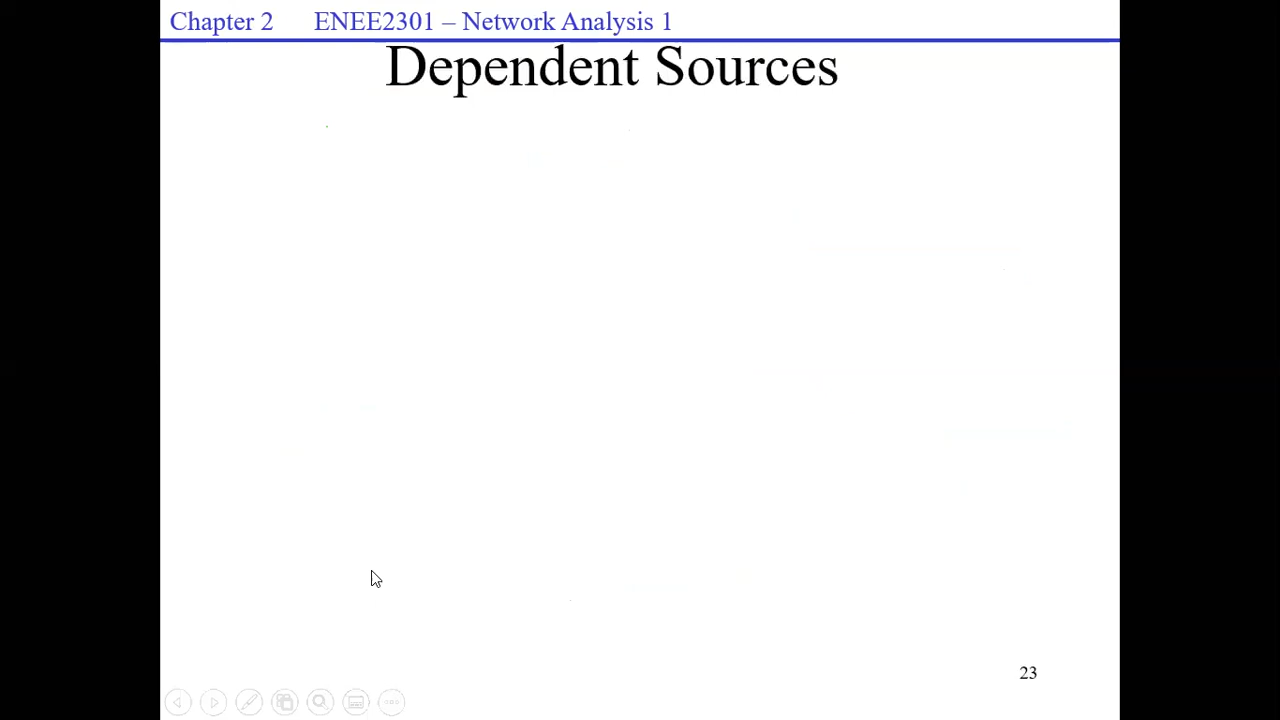 Chapter 2 ENEE2301 – Network Analysis 1
Dependent Sources
23